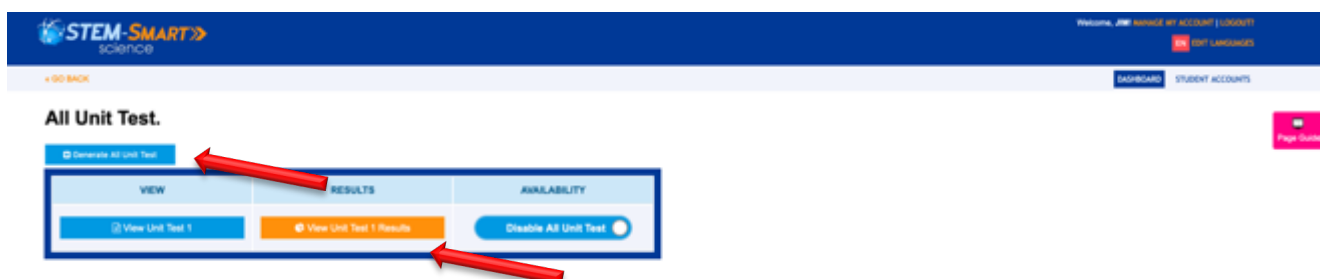 STEM-SMART>>
science
Welcome, JIM! MANAGE MY ACCOUNT | LOGOUT!
EN EDIT LANGUAGES
« GO BACK
DASHBOARD STUDENT ACCOUNTS
All Unit Test.
Page Guide
Generate All Unit Test
VIEW RESULTS AVAILABILITY
View Unit Test 1 View Unit Test 1 Results Disable All Unit Test